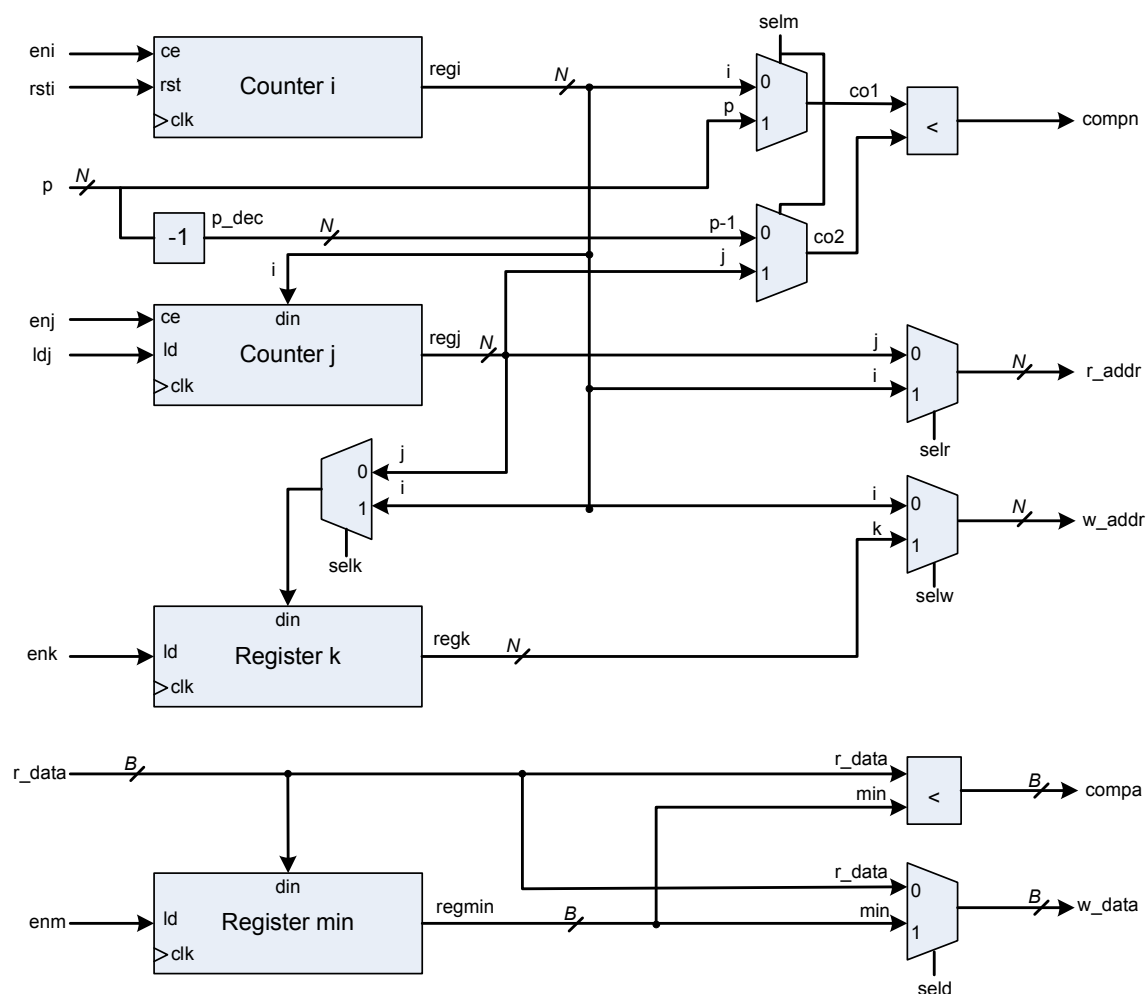 selm
eni
ce
rsti
rst
Counter i
clk
regi
N
i
0
p
1
co1
<
compn
p
N
-1
p_dec
N
p-1
0
co2
j
1
i
enj
ce
din
ldj
ld
Counter j
clk
regj
N
j
0
i
1
N
r_addr
selr
0
j
1
i
selk
i
0
k
1
N
w_addr
selw
din
enk
ld
Register k
clk
regk
N
r_data
B
r_data
min
<
B
compa
din
enm
ld
Register min
clk
regmin
B
r_data
0
min
1
B
w_data
seld